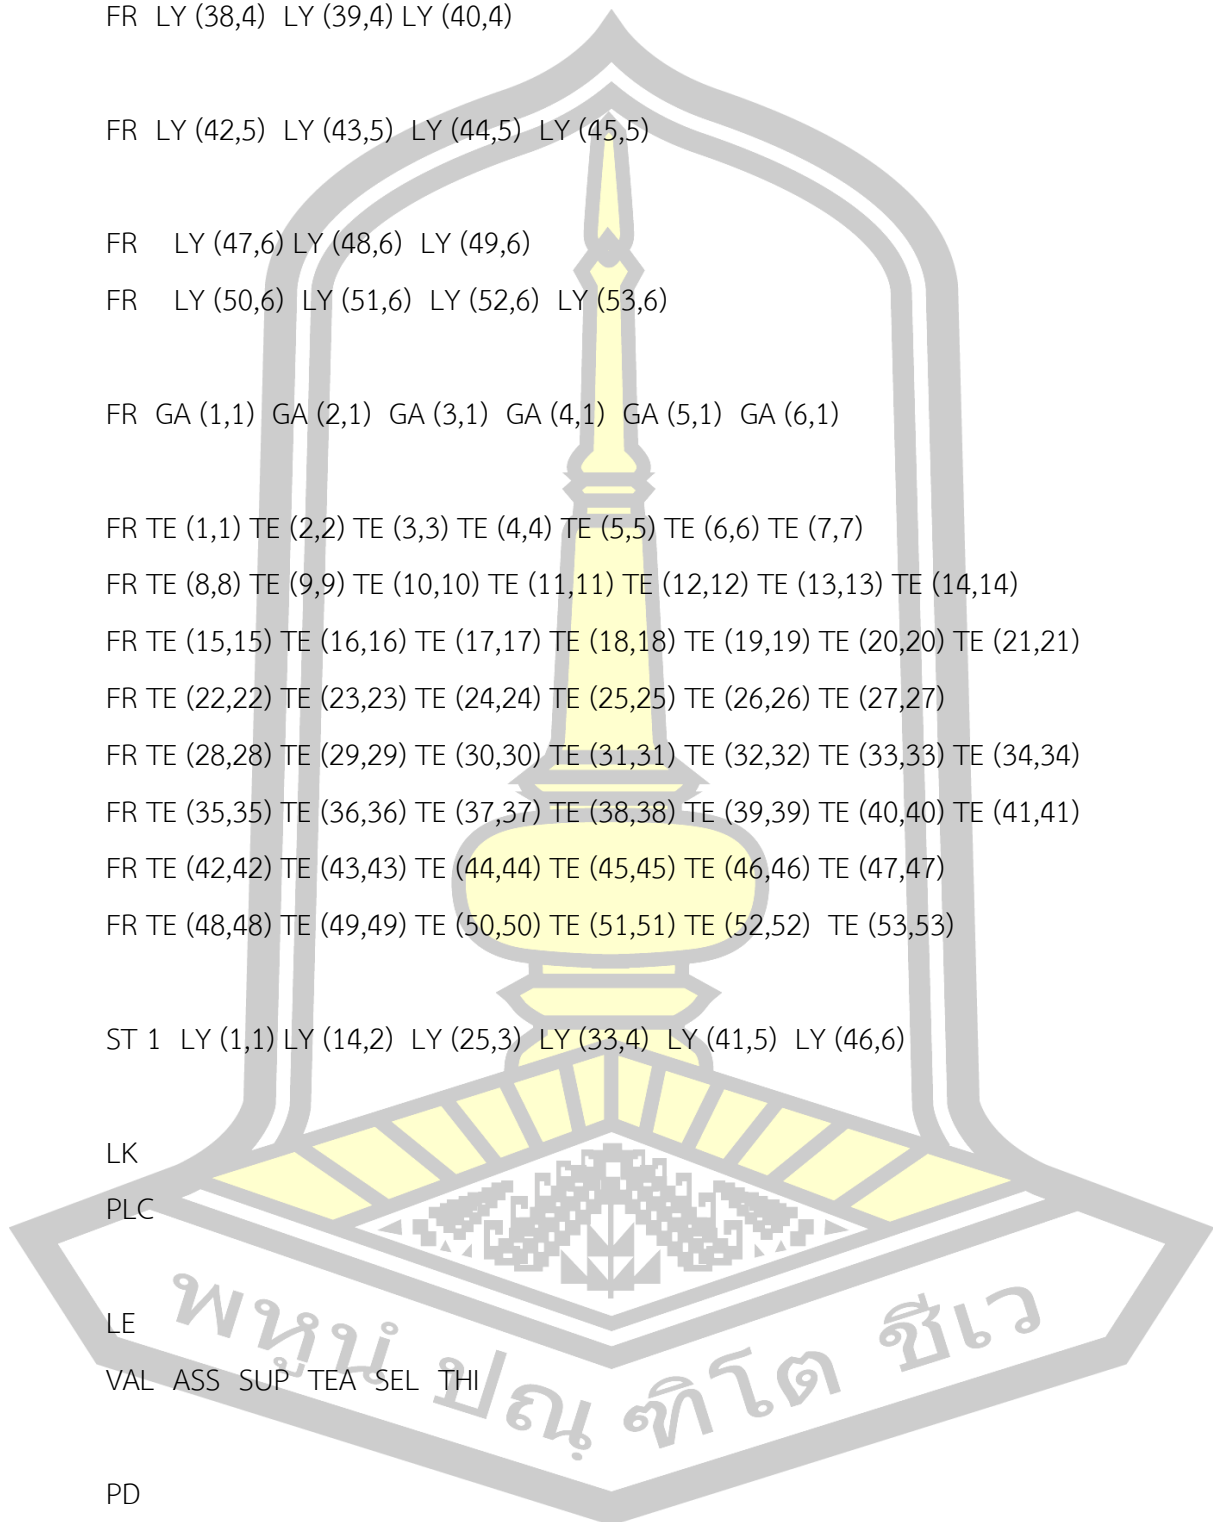 FR LY (38,4) LY (39,4) LY (40,4)
FR LY (42,5) LY (43,5) LY (44,5) LY (45,5)
FR LY (47,6) LY (48,6) LY (49,6)
FR LY (50,6) LY (51,6) LY (52,6) LY (53,6)
FR GA (1,1) GA (2,1) GA (3,1) GA (4,1) GA (5,1) GA (6,1)
FR TE (1,1) TE (2,2) TE (3,3) TE (4,4) TE (5,5) TE (6,6) TE (7,7)
FR TE (8,8) TE (9,9) TE (10,10) TE (11,11) TE (12,12) TE (13,13) TE (14,14)
FR TE (15,15) TE (16,16) TE (17,17) TE (18,18) TE (19,19) TE (20,20) TE (21,21)
FR TE (22,22) TE (23,23) TE (24,24) TE (25,25) TE (26,26) TE (27,27)
FR TE (28,28) TE (29,29) TE (30,30) TE (31,31) TE (32,32) TE (33,33) TE (34,34)
FR TE (35,35) TE (36,36) TE (37,37) TE (38,38) TE (39,39) TE (40,40) TE (41,41)
FR TE (42,42) TE (43,43) TE (44,44) TE (45,45) TE (46,46) TE (47,47)
FR TE (48,48) TE (49,49) TE (50,50) TE (51,51) TE (52,52) TE (53,53)
ST 1 LY (1,1) LY (14,2) LY (25,3) LY (33,4) LY (41,5) LY (46,6)
LK
PLC
LE
VAL ASS SUP TEA SEL THI
PD
พหูนํ ปณฺฑิโต ชีเว